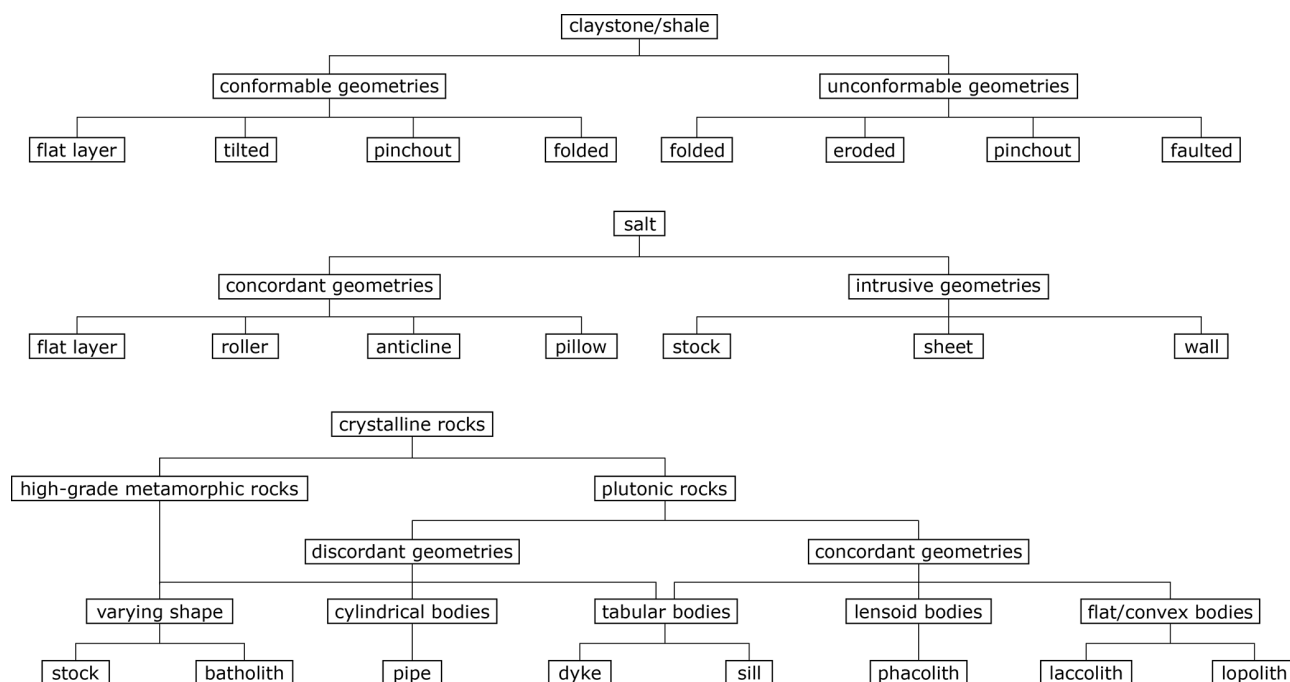 claystone/shale
conformable geometries
unconformable geometries
flat layer
tilted
pinchout
folded
folded
eroded
pinchout
faulted
salt
concordant geometries
intrusive geometries
flat layer
roller
anticline
pillow
stock
sheet
wall
crystalline rocks
high-grade metamorphic rocks
plutonic rocks
discordant geometries
concordant geometries
varying shape
cylindrical bodies
tabular bodies
lensoid bodies
flat/convex bodies
stock
batholith
pipe
dyke
sill
phacolith
laccolith
lopolith